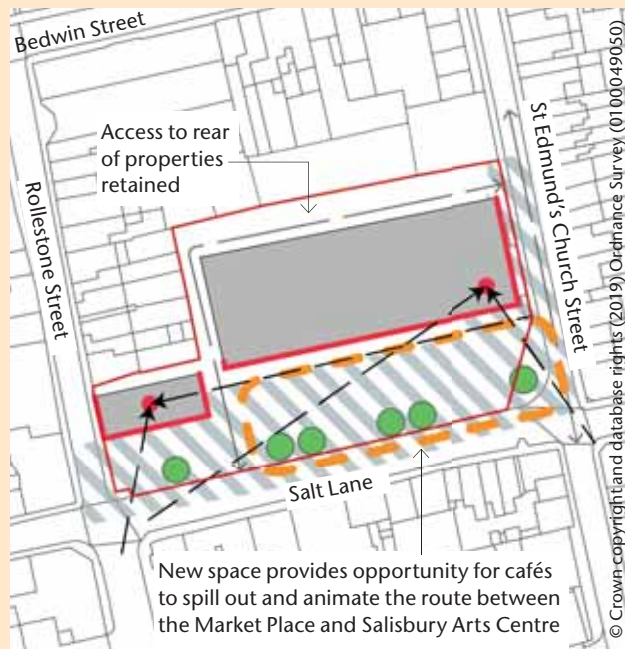 Bedwin Street
Access to rear
of properties
retained
Rollestone Street
St Edmund's Church Street
Salt Lane
New space provides opportunity for cafés
to spill out and animate the route between
the Market Place and Salisbury Arts Centre
© Crown copyright and database rights (2019) Ordnance Survey (0100049050)